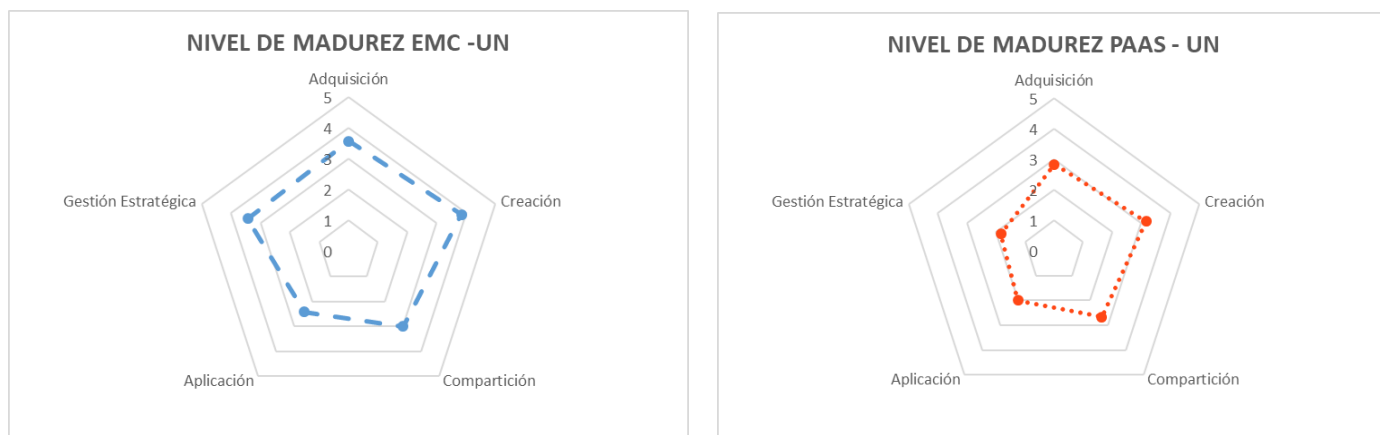 NIVEL DE MADUREZ EMC -UN
Adquisición
5
4
3
2
1
0
Gestión Estratégica
Creación
Aplicación
Compartición
NIVEL DE MADUREZ PAAS - UN
Adquisición
5
4
3
2
1
0
Gestión Estratégica
Creación
Aplicación
Compartición